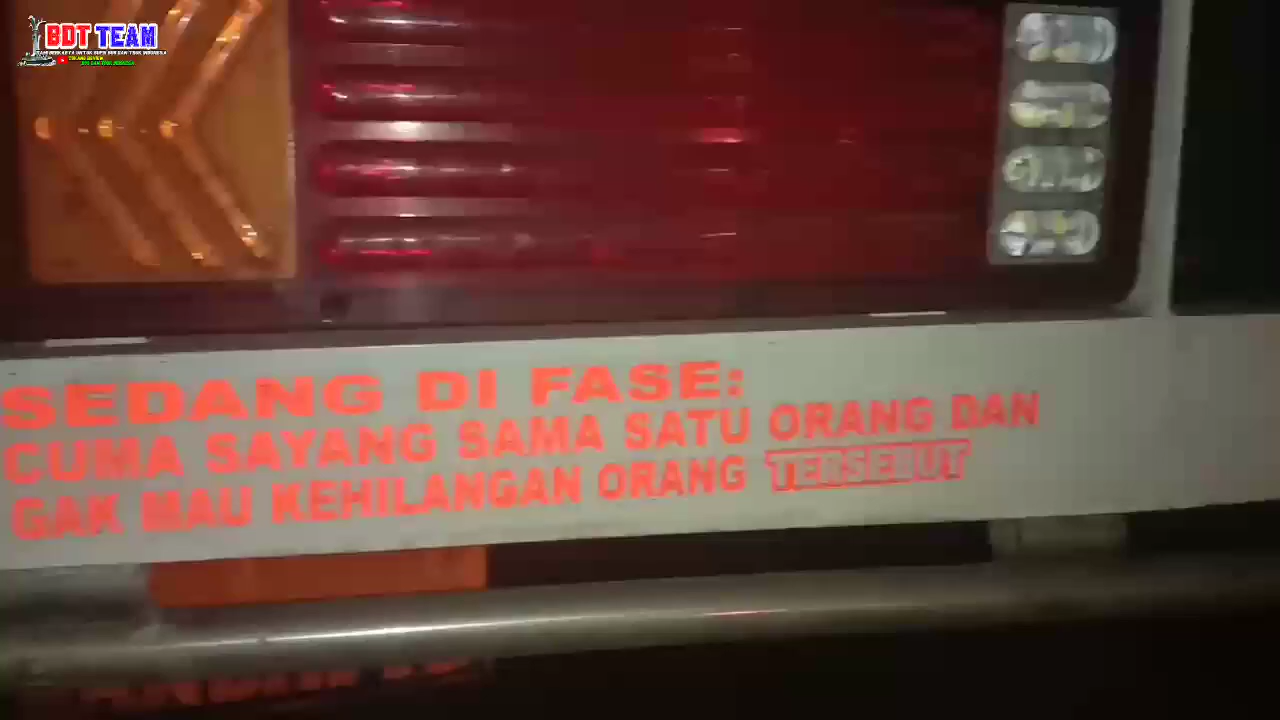 BDT TEAM
SEDANG DI FASE:
CUMA SAYANG SAMA SATU ORANG DAN
GAK MAU KEHILANGAN ORANG TERSEBUT